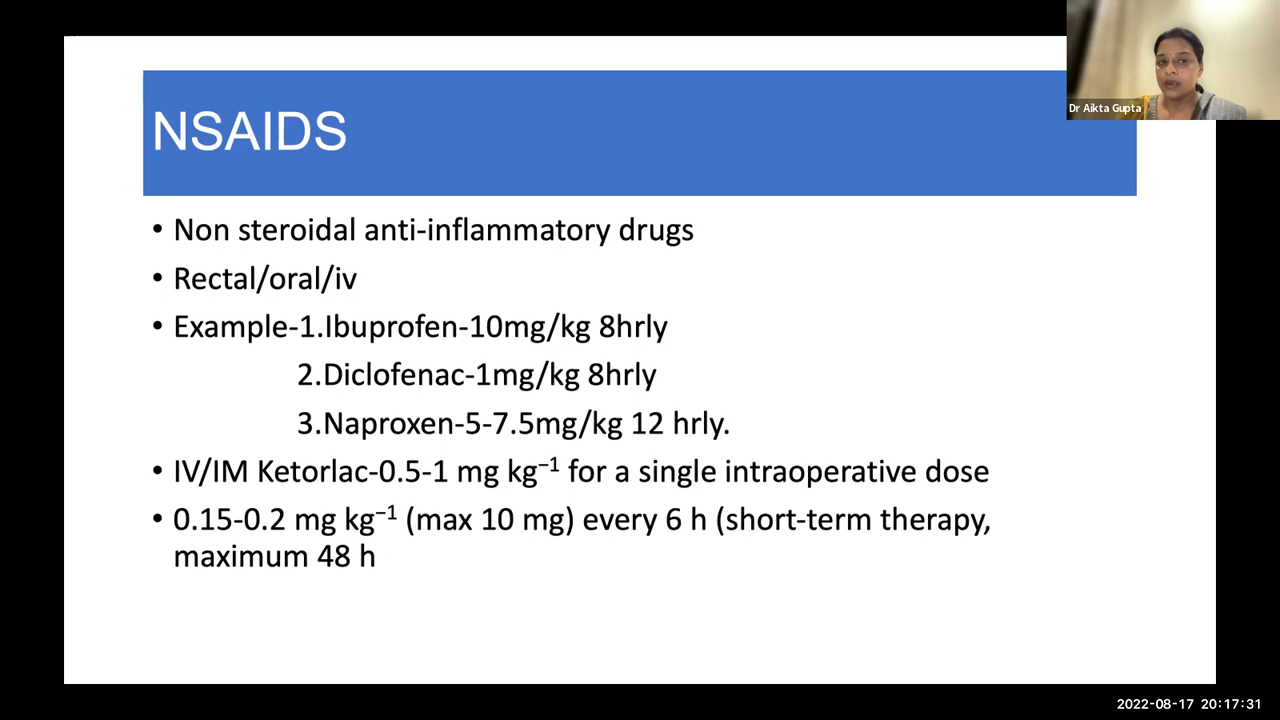 NSAIDS
Dr Aikta Gupta
• Non steroidal anti-inflammatory drugs
• Rectal/oral/iv
• Example-1.Ibuprofen-10mg/kg 8hrly
2.Diclofenac-1mg/kg 8hrly
3.Naproxen-5-7.5mg/kg 12 hrly.
• IV/IM Ketorlac-0.5-1 mg kg⁻¹ for a single intraoperative dose
• 0.15-0.2 mg kg⁻¹ (max 10 mg) every 6 h (short-term therapy,
maximum 48 h
2022-08-17 20:17:31